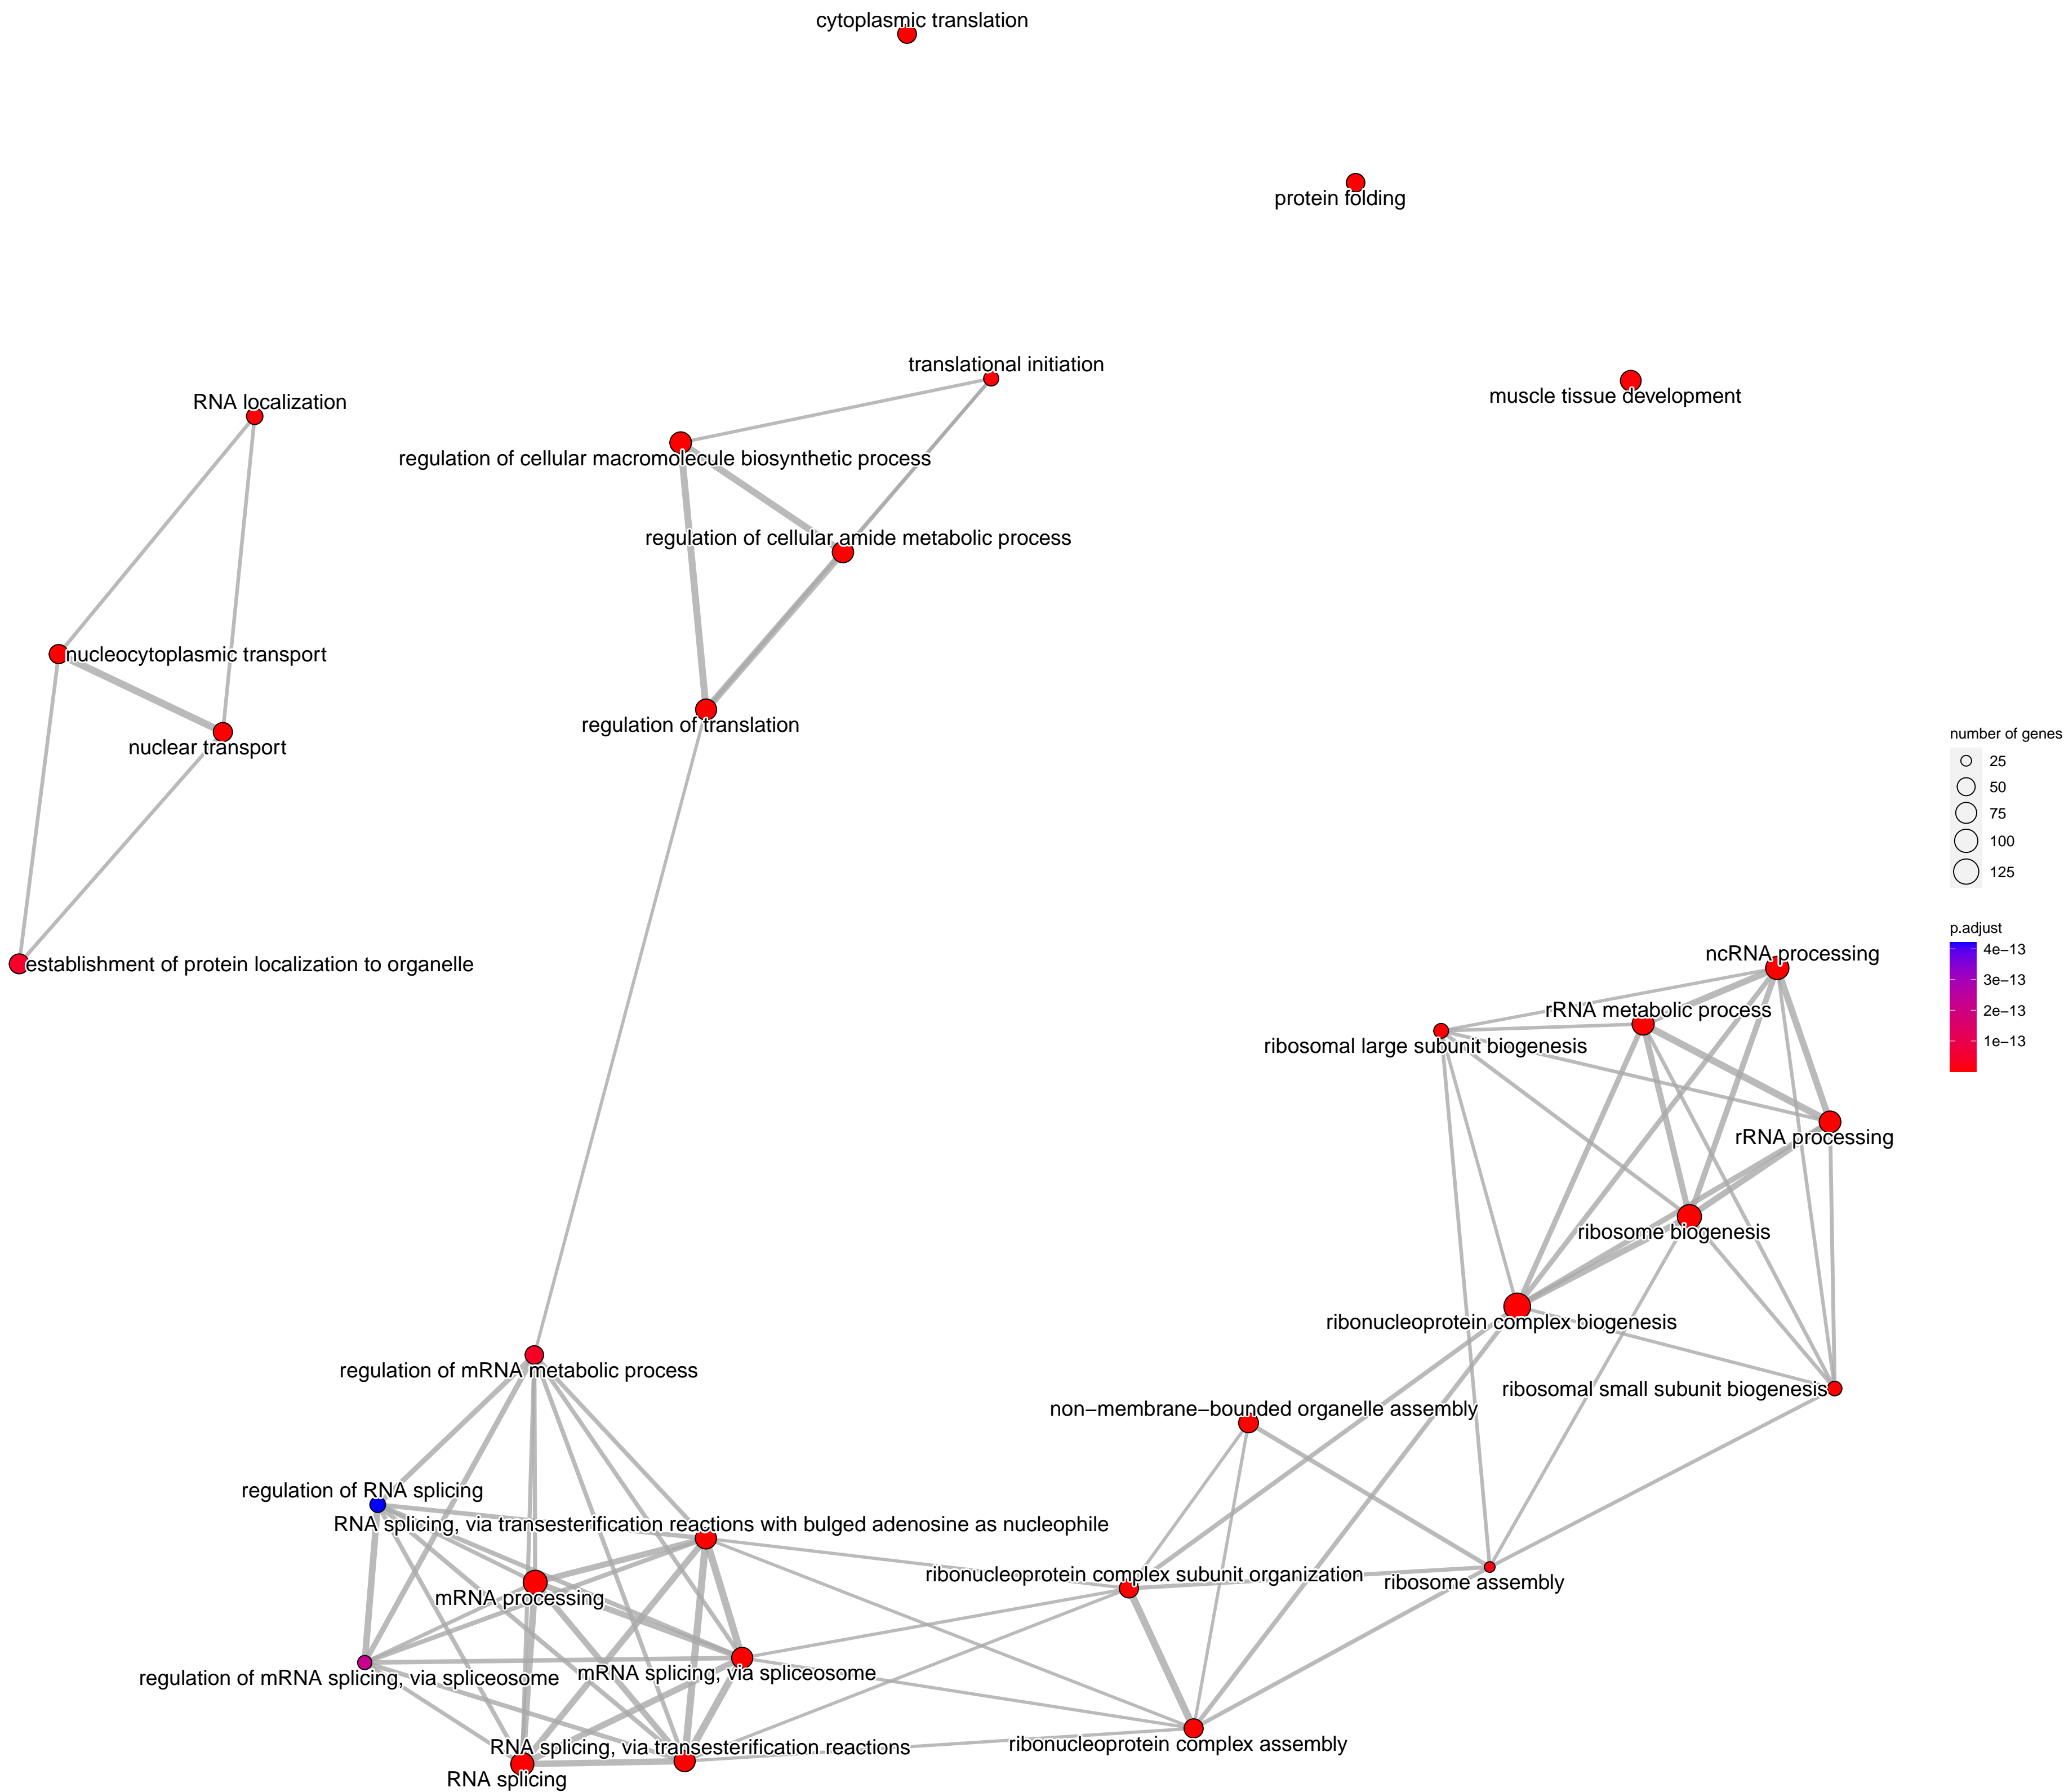 cytoplasmic translation
protein folding
translational initiation
muscle tissue development
RNA localization
regulation of cellular macromolecule biosynthetic process
regulation of cellular amide metabolic process
nucleocytoplasmic transport
regulation of translation
nuclear transport
number of genes
25
50
75
100
125
p.adjust
4e−13
3e−13
2e−13
1e−13
establishment of protein localization to organelle
ncRNA processing
rRNA metabolic process
ribosomal large subunit biogenesis
rRNA processing
ribosome biogenesis
ribonucleoprotein complex biogenesis
regulation of mRNA metabolic process
ribosomal small subunit biogenesis
non−membrane−bounded organelle assembly
regulation of RNA splicing
RNA splicing, via transesterification reactions with bulged adenosine as nucleophile
ribonucleoprotein complex subunit organization
ribosome assembly
mRNA processing
mRNA splicing, via spliceosome
regulation of mRNA splicing, via spliceosome
ribonucleoprotein complex assembly
RNA splicing, via transesterification reactions
RNA splicing